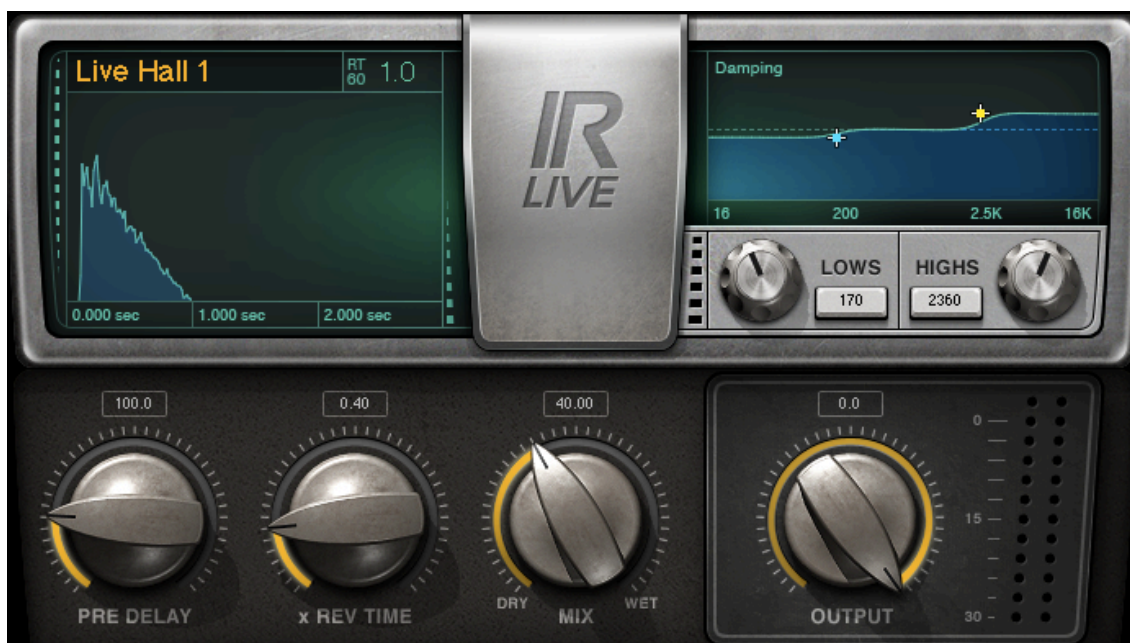 Live Hall 1
RT 60 1.0
0.000 sec 1.000 sec 2.000 sec
IR
LIVE
Damping
16 200 2.5K 16K
LOWS HIGHS
170 2360
100.0 0.40 40.00 0.0
0
15
30
DRY WET
PRE DELAY x REV TIME MIX OUTPUT